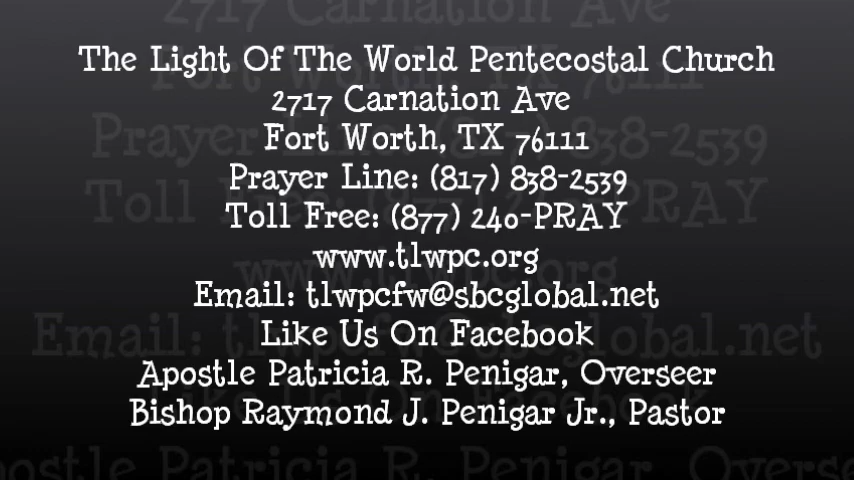 The Light Of The World Pentecostal Church
2717 Carnation Ave
Fort Worth, TX 76111
Prayer Line: (817) 838-2539
Toll Free: (877) 240-PRAY
www.tlwpc.org
Email: tlwpcfw@sbcglobal.net
Like Us On Facebook
Apostle Patricia R. Penigar, Overseer
Bishop Raymond J. Penigar Jr., Pastor